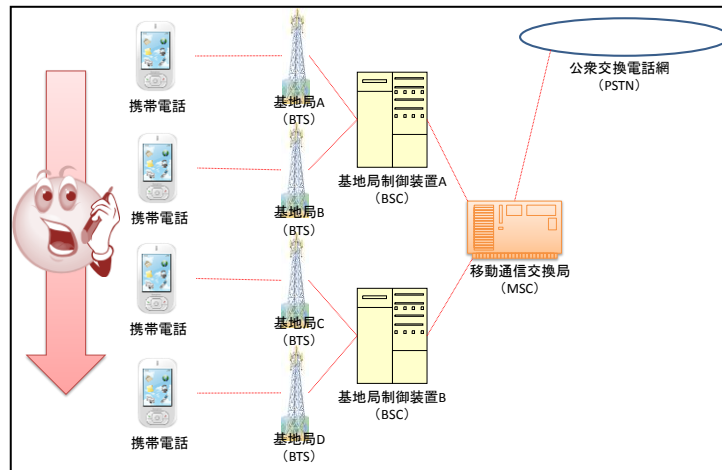 携帯電話
基地局A
(BTS)
携帯電話
基地局B
(BTS)
基地局制御装置A
(BSC)
公衆交換電話網
(PSTN)
移動通信交換局
(MSC)
携帯電話
基地局C
(BTS)
携帯電話
基地局D
(BTS)
基地局制御装置B
(BSC)